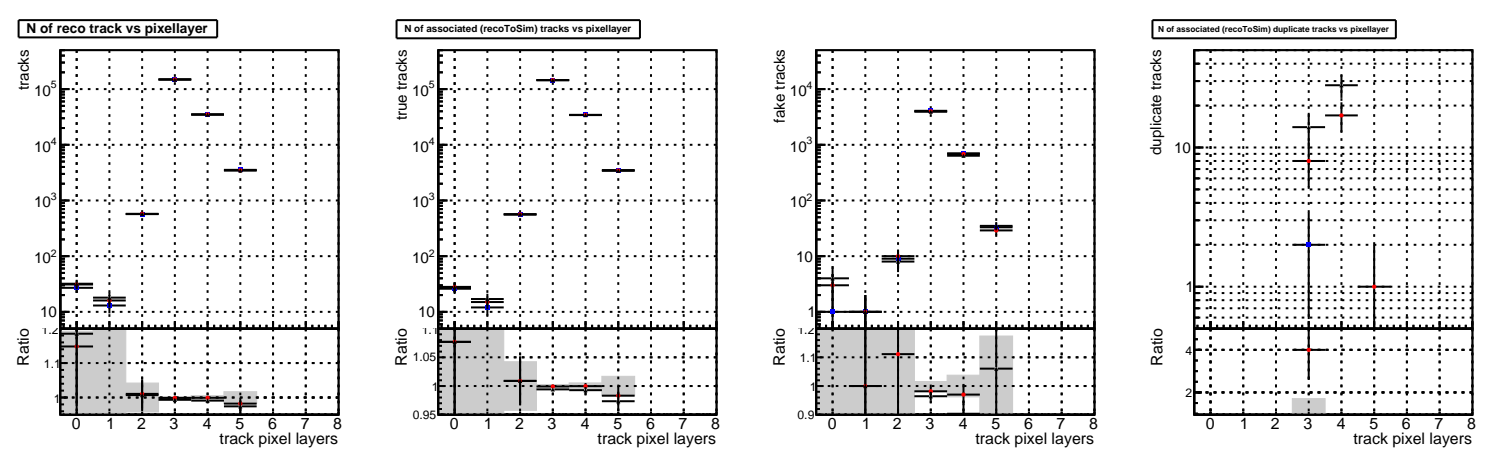 N of reco track vs pixellayer
tracks
10^5
10^4
10^3
10^2
10
Ratio
1.2
1.1
1
0 1 2 3 4 5 6 7 8
track pixel layers
N of associated (recoToSim) tracks vs pixellayer
true tracks
10^5
10^4
10^3
10^2
10
Ratio
1.1
1.05
1
0.95
0 1 2 3 4 5 6 7 8
track pixel layers
fake tracks
10^4
10^3
10^2
10
1
Ratio
1.2
1.1
1
0.9
0 1 2 3 4 5 6 7 8
track pixel layers
N of associated (recoToSim) duplicate tracks vs pixellayer
duplicate tracks
10
1
Ratio
4
2
0 1 2 3 4 5 6 7 8
track pixel layers